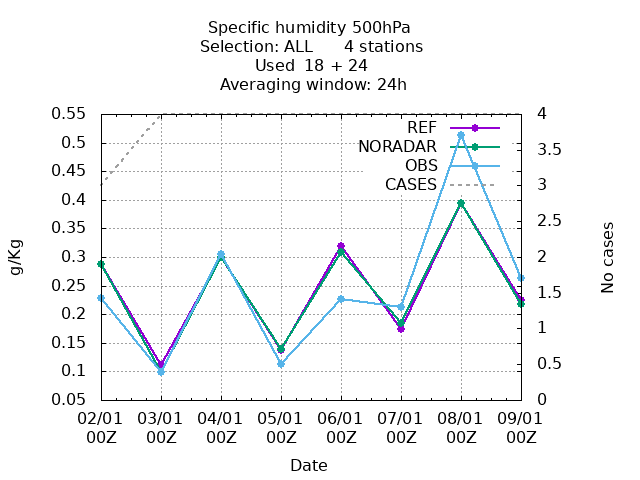 Specific humidity 500hPa
Selection: ALL      4 stations
Used  18 + 24
Averaging window: 24h
0.55
0.5
0.45
0.4
0.35
0.3
0.25
0.2
0.15
0.1
0.05
g/Kg
REF
NORADAR
OBS
CASES
4
3.5
3
2.5
2
1.5
1
0.5
0
No cases
02/01 03/01 04/01 05/01 06/01 07/01 08/01 09/01
00Z 00Z 00Z 00Z 00Z 00Z 00Z 00Z
Date